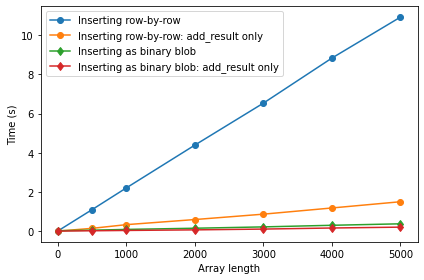 Inserting row-by-row
Inserting row-by-row: add_result only
Inserting as binary blob
Inserting as binary blob: add_result only
10
8
6
4
2
0
Time (s)
0 1000 2000 3000 4000 5000
Array length